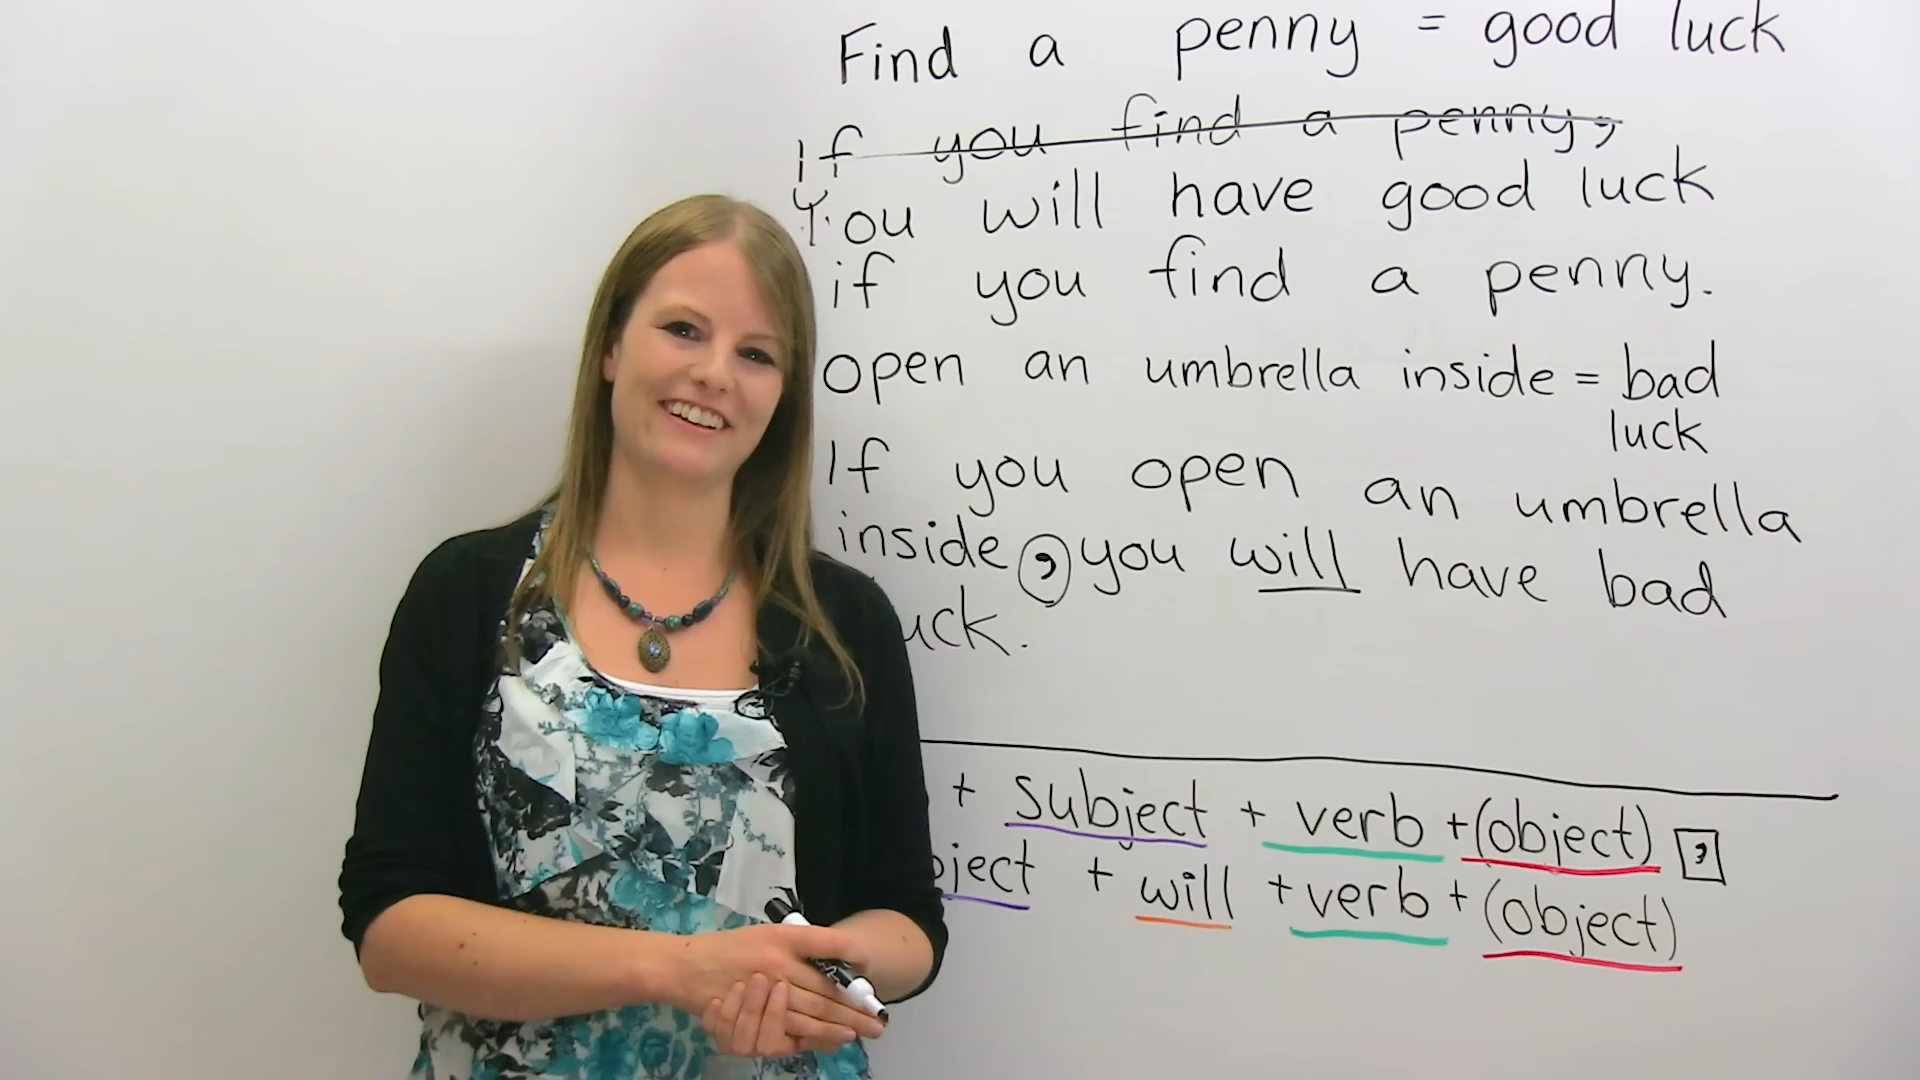 Find a penny = good luck
If you find a penny,
You will have good luck
if you find a penny.
open an umbrella inside = bad
luck
If you open an umbrella
inside, you will have bad
uck.
+ subject + verb + (object) ,
ject + will + verb + (object)